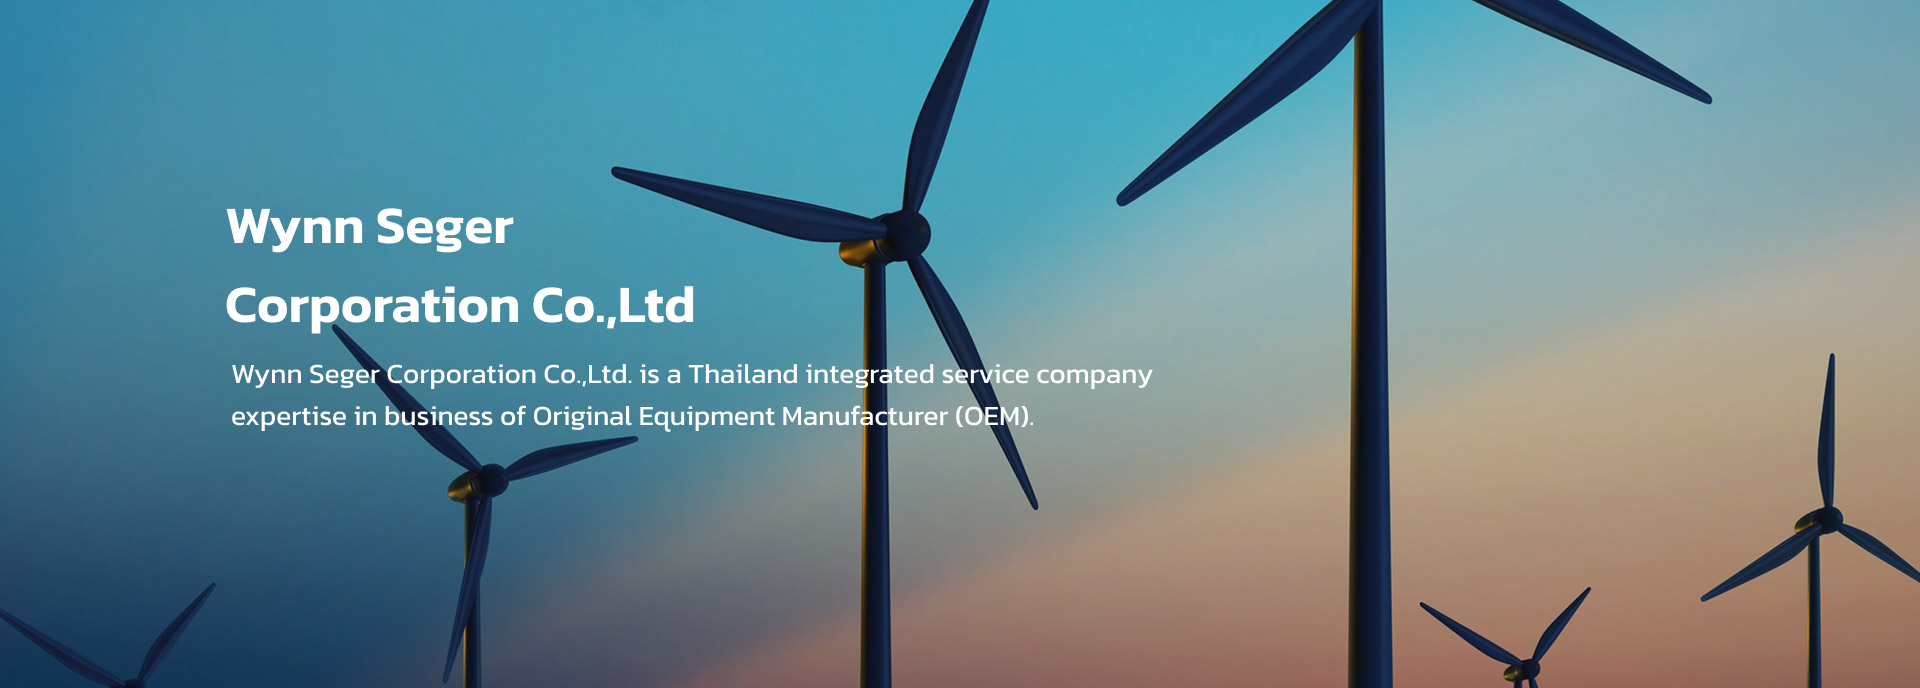 Wynn Seger
Corporation Co.,Ltd
Wynn Seger Corporation Co.,Ltd. is a Thailand integrated service company
expertise in business of Original Equipment Manufacturer (OEM).